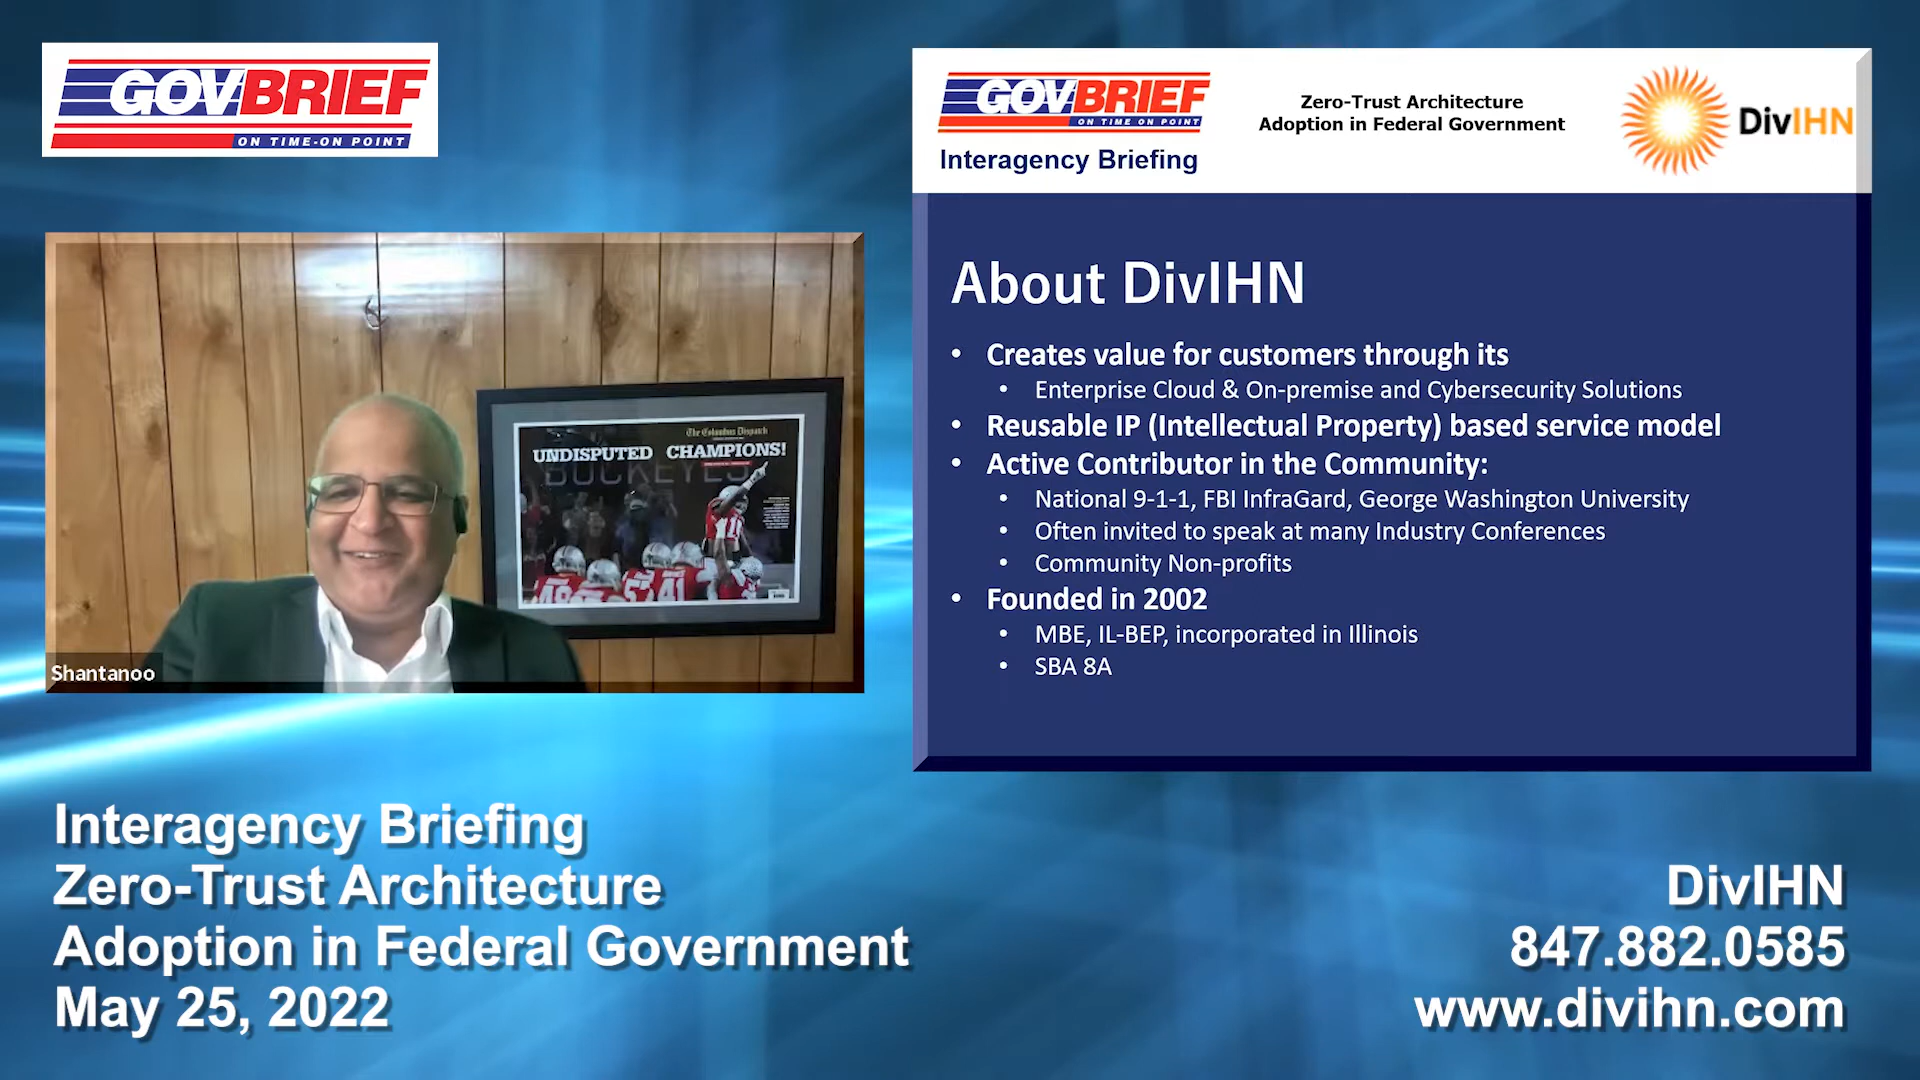 GOVBRIEF
ON TIME-ON POINT
GOVBRIEF
ON TIME ON POINT
Interagency Briefing
Zero-Trust Architecture
Adoption in Federal Government
DivIHN
About DivIHN
• Creates value for customers through its
• Enterprise Cloud & On-premise and Cybersecurity Solutions
• Reusable IP (Intellectual Property) based service model
• Active Contributor in the Community:
• National 9-1-1, FBI InfraGard, George Washington University
• Often invited to speak at many Industry Conferences
• Community Non-profits
• Founded in 2002
• MBE, IL-BEP, incorporated in Illinois
• SBA 8A
The Columbus Dispatch
UNDISPUTED CHAMPIONS!
BUCKEYES
48
52
41
Shantanoo
Interagency Briefing
Zero-Trust Architecture
Adoption in Federal Government
May 25, 2022
DivIHN
847.882.0585
www.divihn.com